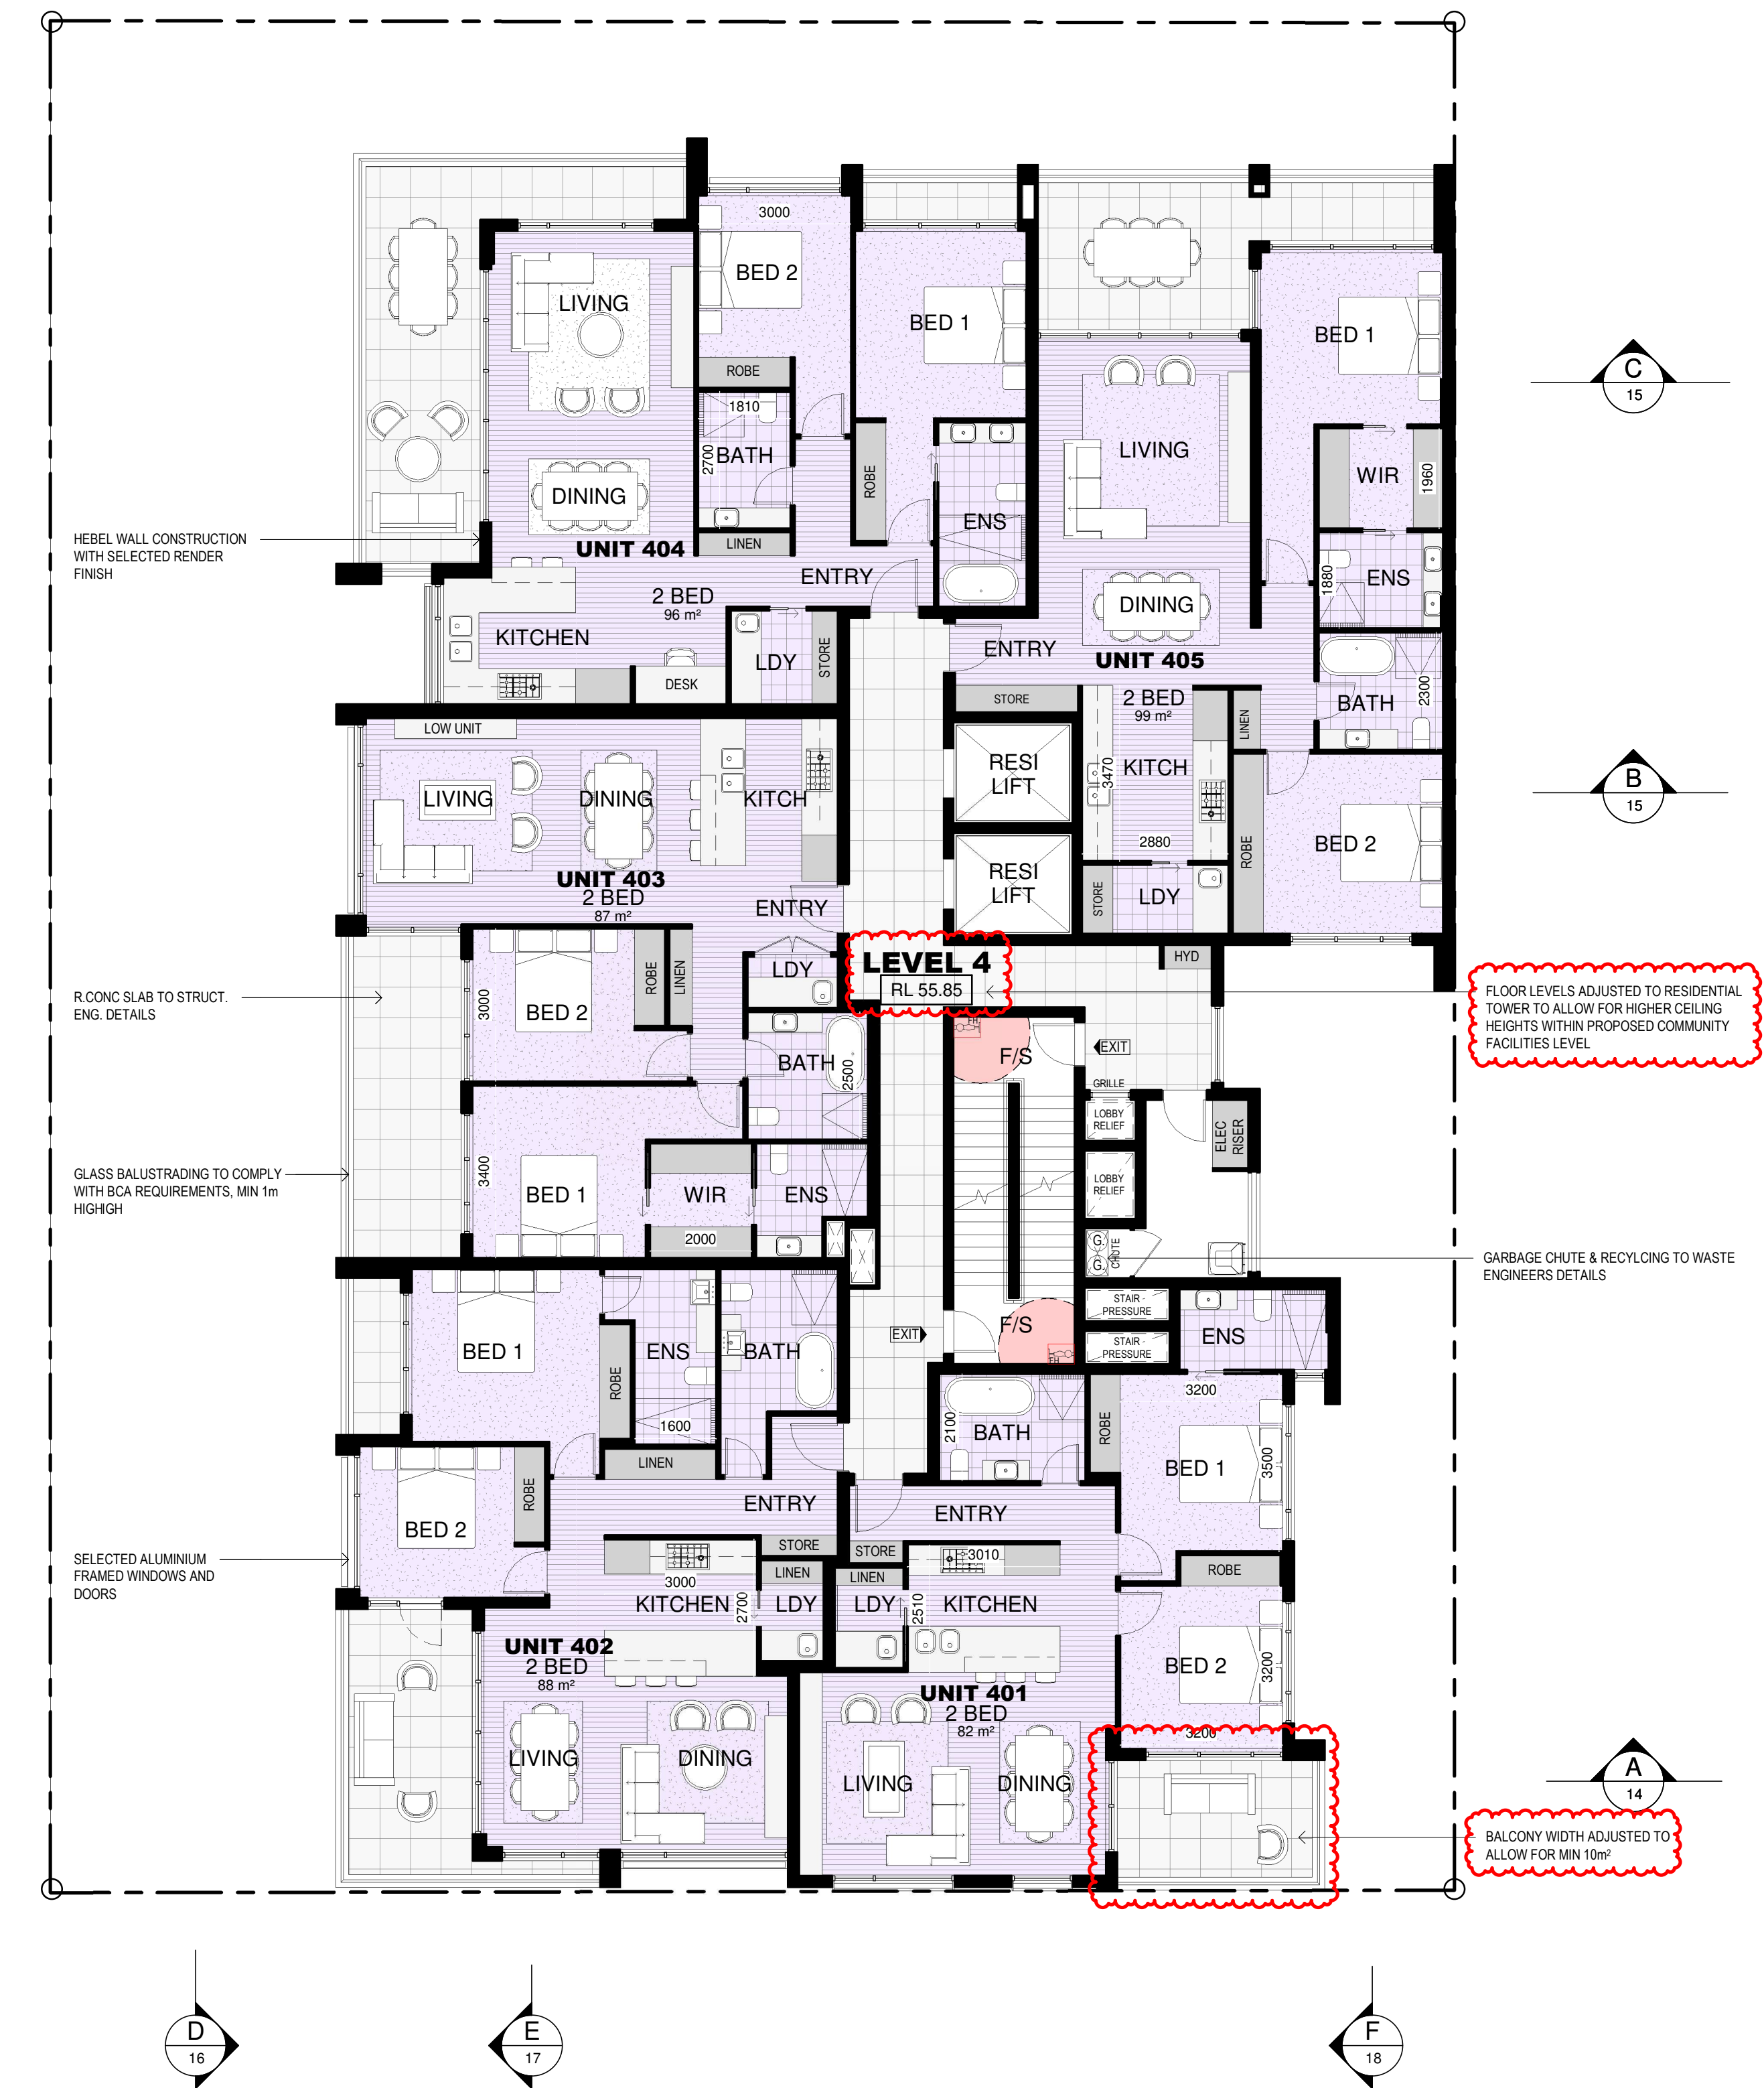 3000
BED 2
LIVING
BED 1
BED 1
C
15
ROBE
1810
2700
BATH
ROBE
LIVING
WIR
1960
DINING
ENS
LINEN
UNIT 404
HEBEL WALL CONSTRUCTION
WITH SELECTED RENDER
FINISH
ENTRY
2 BED
96 m²
KITCHEN
LDY
STORE
DESK
DINING
1880
ENS
ENTRY
UNIT 405
2 BED
99 m²
STORE
LINEN
BATH
2300
LOW UNIT
LIVING
DINING
KITCH
RESI
LIFT
3470
KITCH
2880
B
15
BED 2
ROBE
UNIT 403
2 BED
87 m²
ENTRY
RESI
LIFT
STORE
LDY
LDY
LEVEL 4
RL 55.85
HYD
BED 2
3000
ROBE
LINEN
R.CONC SLAB TO STRUCT.
ENG. DETAILS
FLOOR LEVELS ADJUSTED TO RESIDENTIAL
TOWER TO ALLOW FOR HIGHER CEILING
HEIGHTS WITHIN PROPOSED COMMUNITY
FACILITIES LEVEL
BATH
2500
FH
F/S
EXIT
GRILLE
LOBBY
RELIEF
ELEC
RISER
LOBBY
RELIEF
GLASS BALUSTRADING TO COMPLY
WITH BCA REQUIREMENTS, MIN 1m
HIGHIGH
3400
BED 1
WIR
2000
ENS
G.
G.
CHUTE
GARBAGE CHUTE & RECYLCING TO WASTE
ENGINEERS DETAILS
STAIR
PRESSURE
STAIR
PRESSURE
F/S
FH
EXIT
ENS
BED 1
ROBE
ENS
1600
BATH
LINEN
3200
2100
BATH
ROBE
BED 1
3500
BED 2
ROBE
ENTRY
ENTRY
STORE
STORE
SELECTED ALUMINIUM
FRAMED WINDOWS AND
DOORS
3000
KITCHEN
2700
LINEN
LDY
LINEN
LDY
2510
3010
KITCHEN
ROBE
UNIT 402
2 BED
88 m²
BED 2
3200
3200
UNIT 401
2 BED
82 m²
LIVING
DINING
LIVING
DINING
A
14
BALCONY WIDTH ADJUSTED TO
ALLOW FOR MIN 10m²
D
16
E
17
F
18